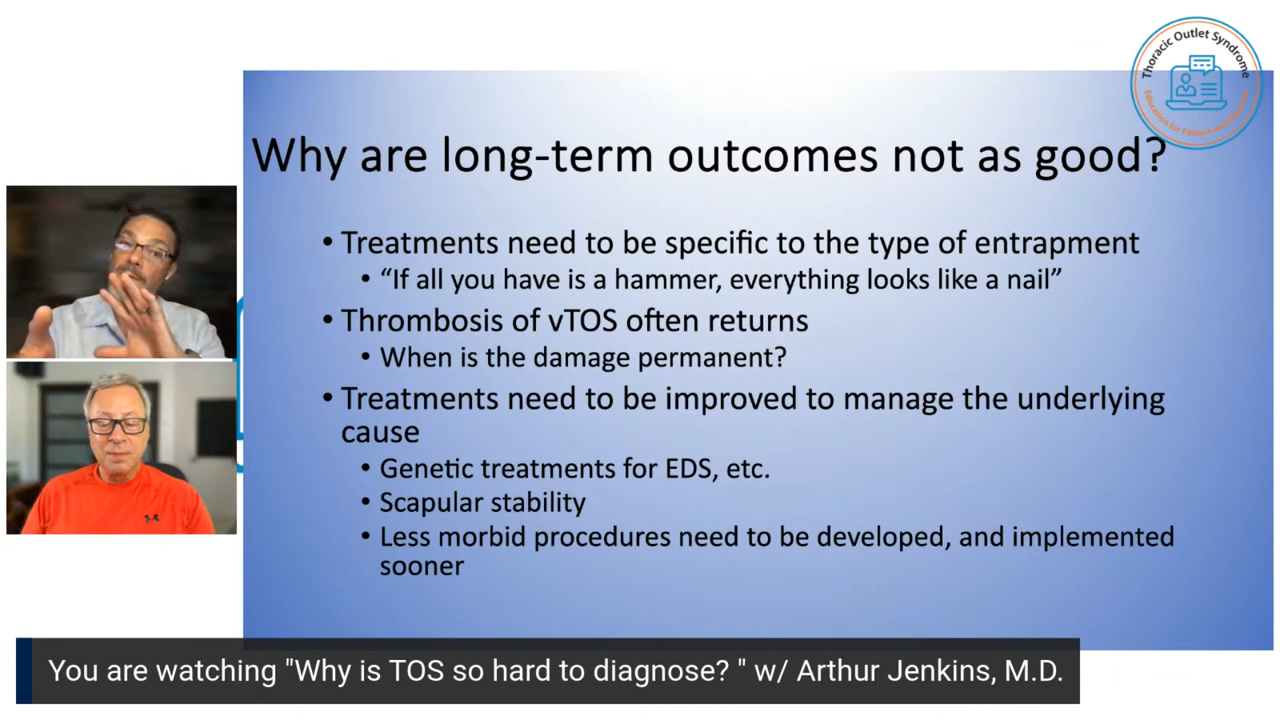 Thoracic Outlet Syndrome
Education for Patient and
Why are long-term outcomes not as good?
• Treatments need to be specific to the type of entrapment
• “If all you have is a hammer, everything looks like a nail”
• Thrombosis of vTOS often returns
• When is the damage permanent?
• Treatments need to be improved to manage the underlying
cause
• Genetic treatments for EDS, etc.
• Scapular stability
• Less morbid procedures need to be developed, and implemented
sooner
You are watching "Why is TOS so hard to diagnose? " w/ Arthur Jenkins, M.D.